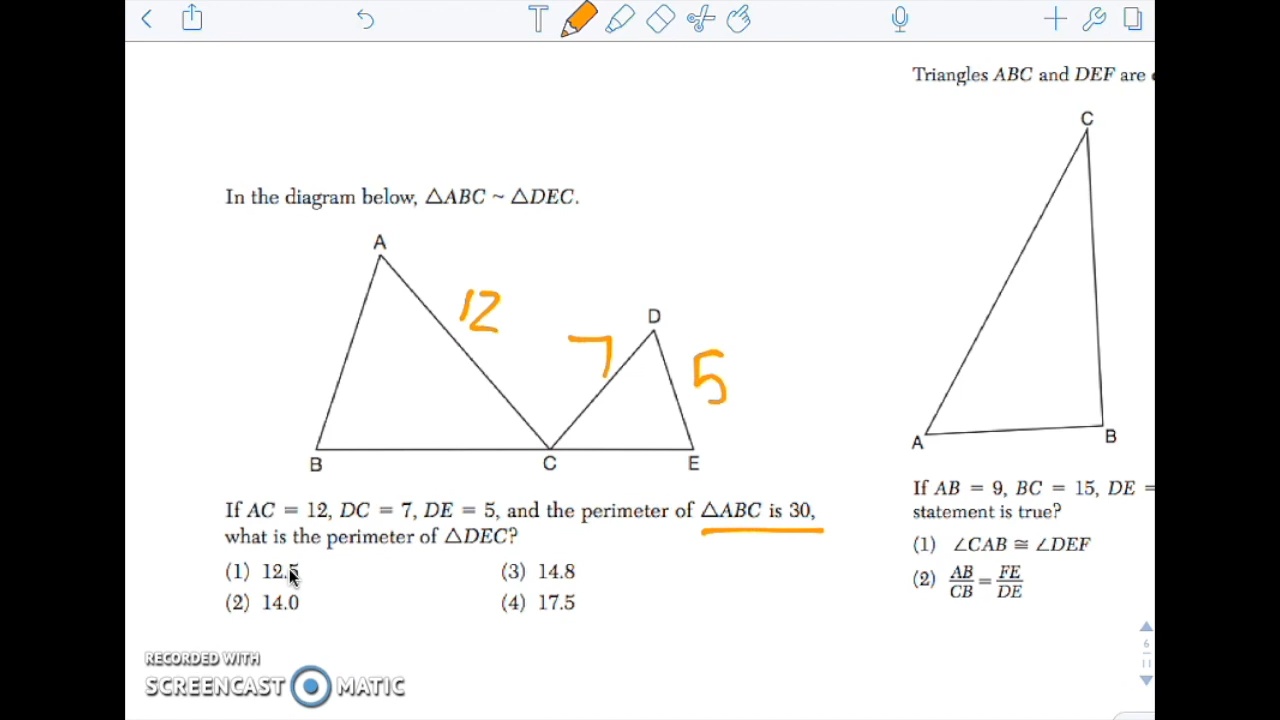 T
In the diagram below, △ABC ~ △DEC.
A
12
D
7
5
B
C
E
If AC = 12, DC = 7, DE = 5, and the perimeter of △ABC is 30,
what is the perimeter of △DEC?
(1) 12.5
(3) 14.8
(2) 14.0
(4) 17.5
Triangles ABC and DEF are
C
A
B
If AB = 9, BC = 15, DE =
statement is true?
(1) ∠CAB ≅ ∠DEF
(2) AB/CB = FE/DE
6
11
RECORDED WITH
SCREENCAST MATIC